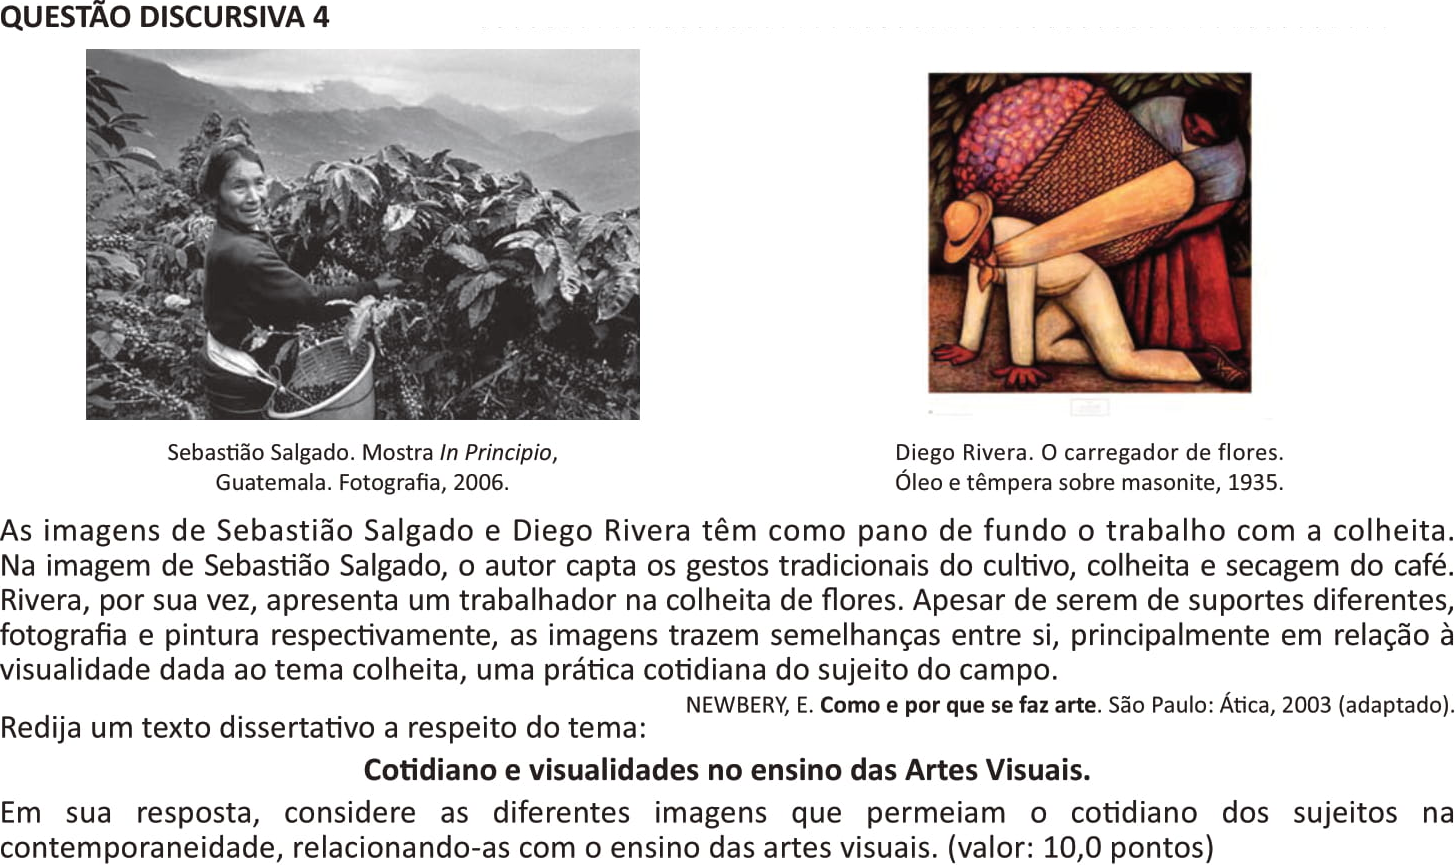 QUESTÃO DISCURSIVA 4
Sebastião Salgado. Mostra In Principio,
Guatemala. Fotografia, 2006.
Diego Rivera. O carregador de flores.
Óleo e têmpera sobre masonite, 1935.
As imagens de Sebastião Salgado e Diego Rivera têm como pano de fundo o trabalho com a colheita.
Na imagem de Sebastião Salgado, o autor capta os gestos tradicionais do cultivo, colheita e secagem do café.
Rivera, por sua vez, apresenta um trabalhador na colheita de flores. Apesar de serem de suportes diferentes,
fotografia e pintura respectivamente, as imagens trazem semelhanças entre si, principalmente em relação à
visualidade dada ao tema colheita, uma prática cotidiana do sujeito do campo.
NEWBERY, E. Como e por que se faz arte. São Paulo: Ática, 2003 (adaptado).
Redija um texto dissertativo a respeito do tema:
Cotidiano e visualidades no ensino das Artes Visuais.
Em sua resposta, considere as diferentes imagens que permeiam o cotidiano dos sujeitos na
contemporaneidade, relacionando-as com o ensino das artes visuais. (valor: 10,0 pontos)